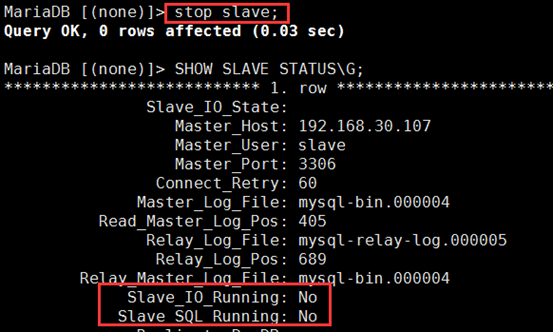 MariaDB [(none)]> stop slave;
Query OK, 0 rows affected (0.03 sec)
MariaDB [(none)]> SHOW SLAVE STATUS\G;
*************************** 1. row ***********************
Slave_IO_State:
Master_Host: 192.168.30.107
Master_User: slave
Master_Port: 3306
Connect_Retry: 60
Master_Log_File: mysql-bin.000004
Read_Master_Log_Pos: 405
Relay_Log_File: mysql-relay-log.000005
Relay_Log_Pos: 689
Relay_Master_Log_File: mysql-bin.000004
Slave_IO_Running: No
Slave_SQL_Running: No